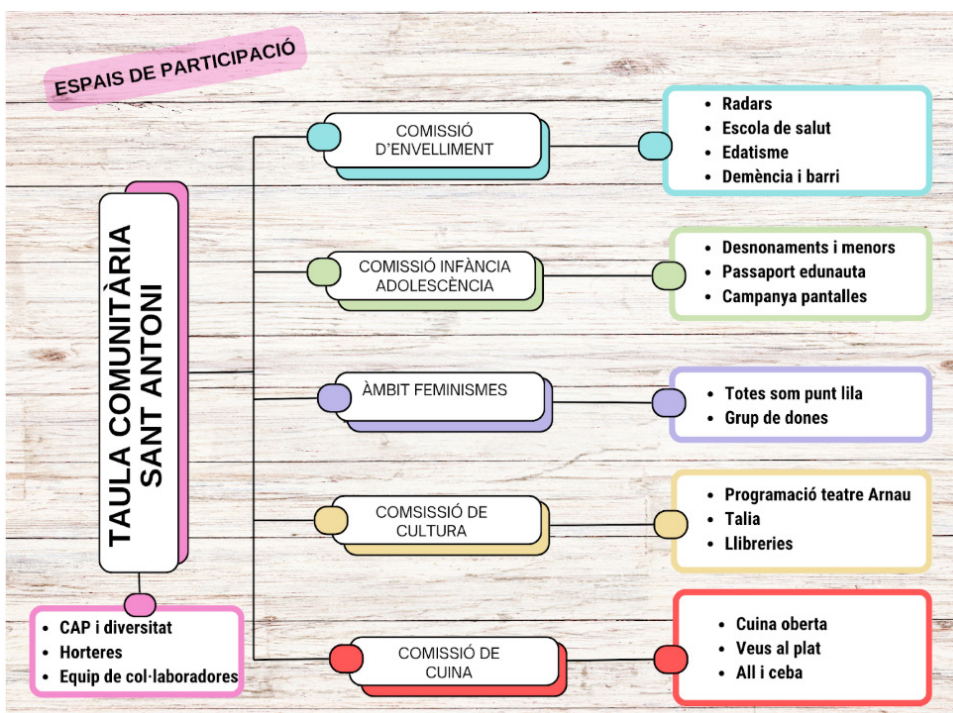 ESPAIS DE PARTICIPACIÓ
TAULA COMUNITÀRIA
SANT ANTONI
• CAP i diversitat
• Horteres
• Equip de col·laboradores
COMISSIÓ
D'ENVELLIMENT
• Radars
• Escola de salut
• Edatisme
• Demència i barri
COMISSIÓ INFÀNCIA
ADOLESCÈNCIA
• Desnonaments i menors
• Passaport edunauta
• Campanya pantalles
ÀMBIT FEMINISMES
• Totes som punt lila
• Grup de dones
COMSISSIÓ DE
CULTURA
• Programació teatre Arnau
• Talia
• Llibreries
COMISSIÓ DE
CUINA
• Cuina oberta
• Veus al plat
• All i ceba